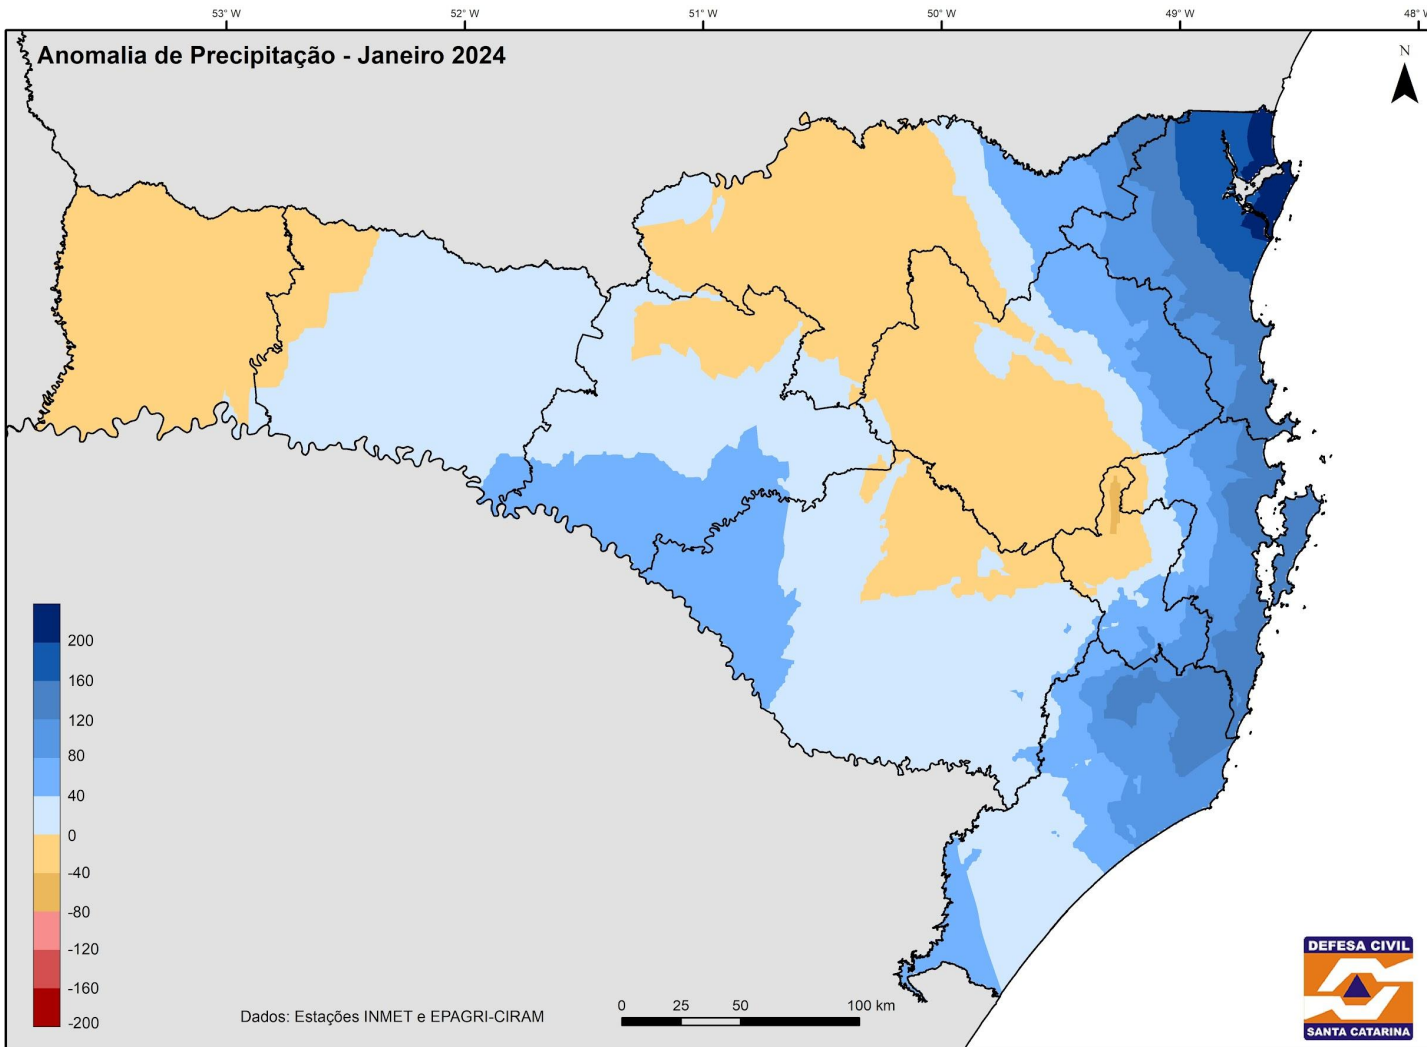 53° W
52° W
51° W
50° W
49° W
48° W
Anomalia de Precipitação - Janeiro 2024
N
200
160
120
80
40
0
-40
-80
-120
-160
-200
Dados: Estações INMET e EPAGRI-CIRAM
0 25 50 100 km
DEFESA CIVIL
SANTA CATARINA